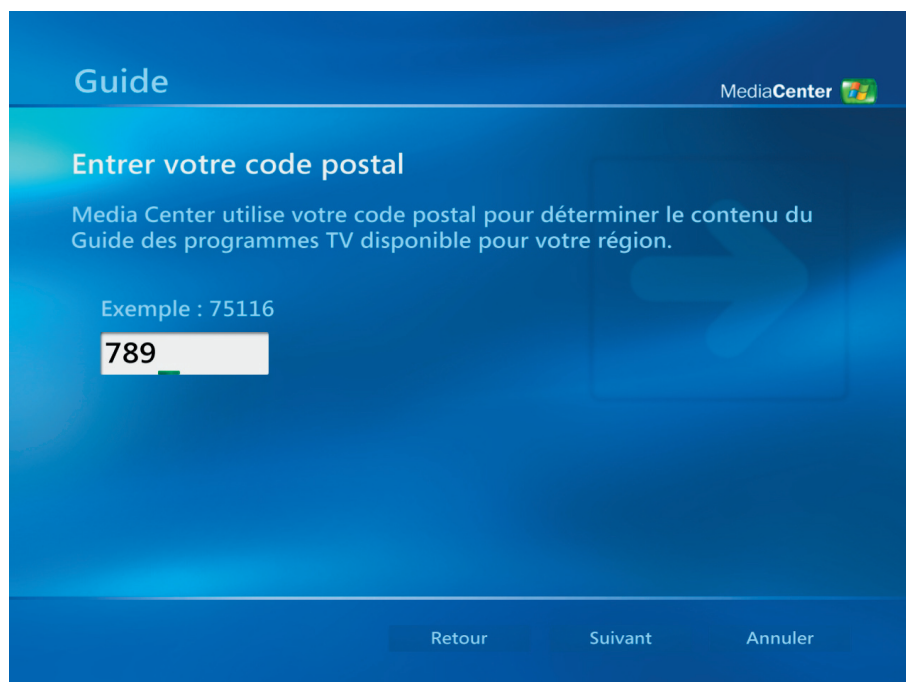 Guide
MediaCenter
Entrer votre code postal
Media Center utilise votre code postal pour déterminer le contenu du
Guide des programmes TV disponible pour votre région.
Exemple : 75116
789
Retour Suivant Annuler